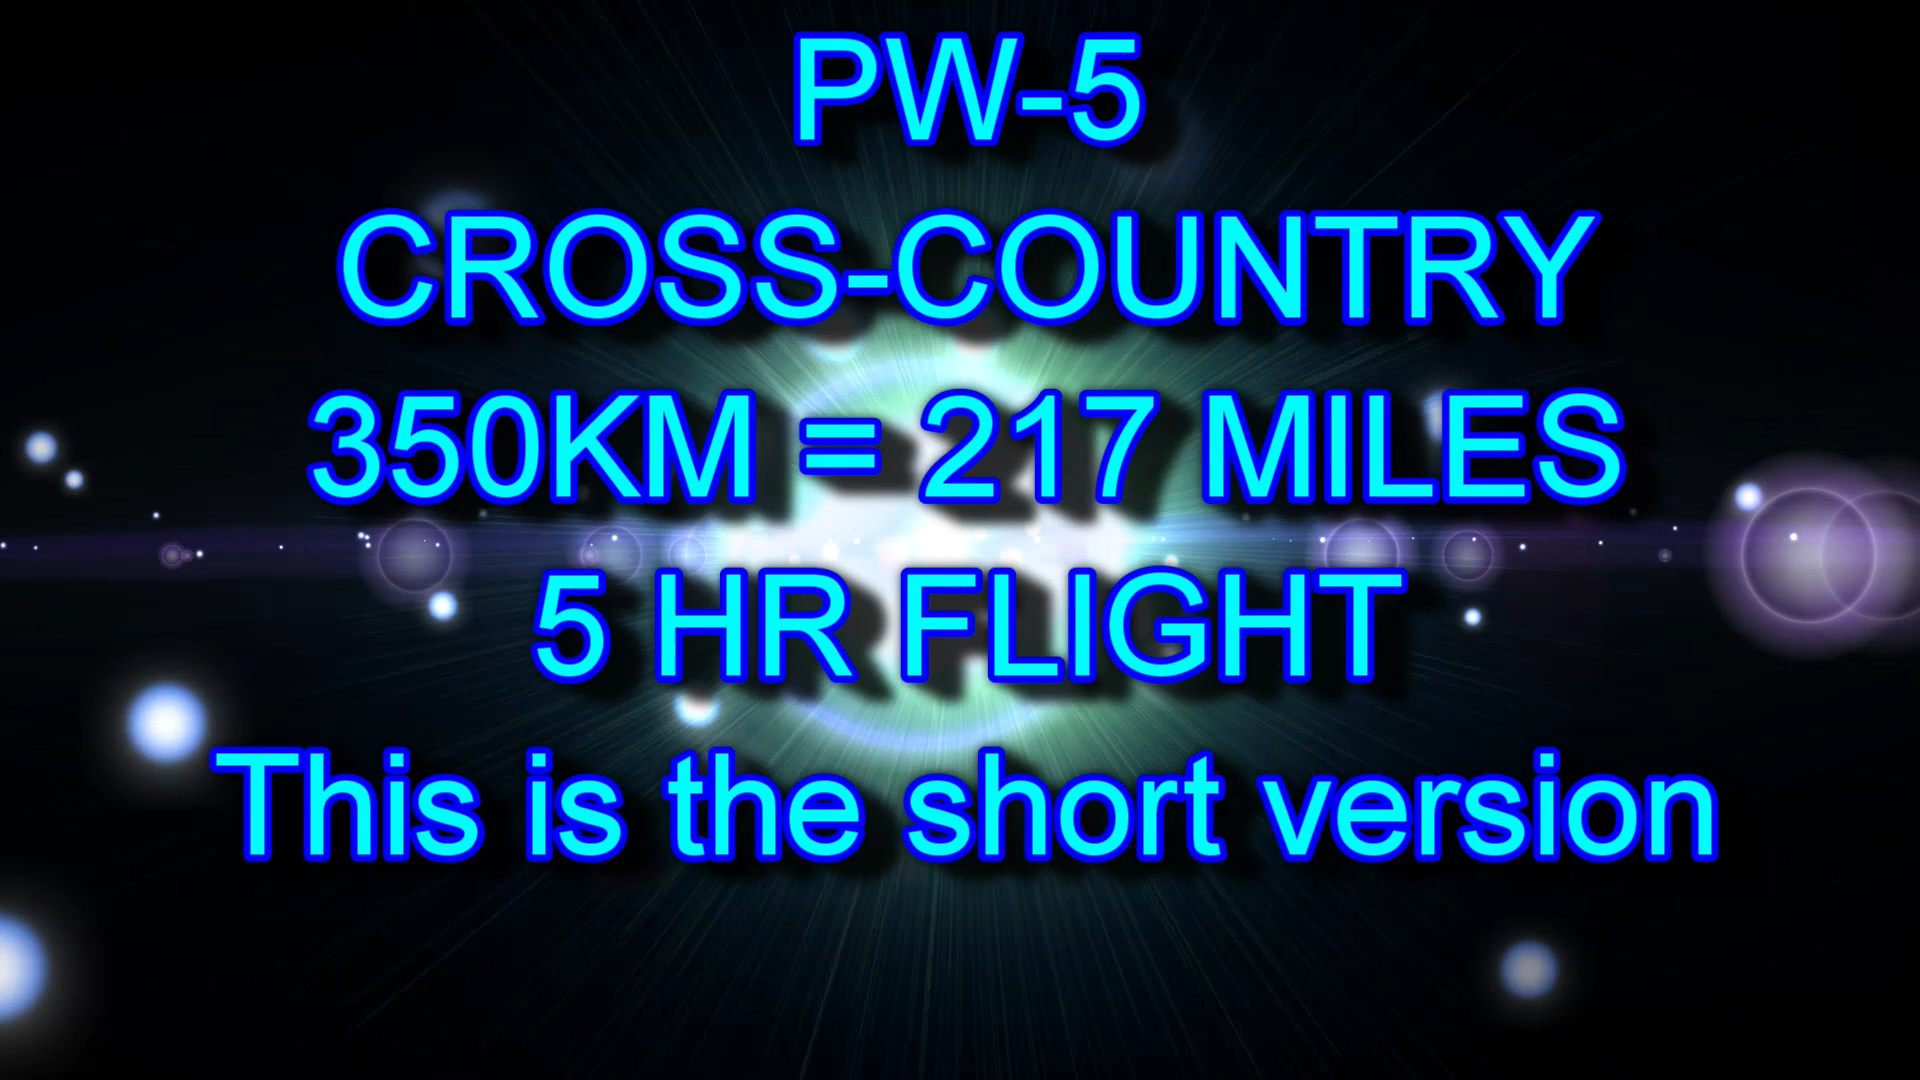 PW-5
CROSS-COUNTRY
350KM = 217 MILES
5 HR FLIGHT
This is the short version